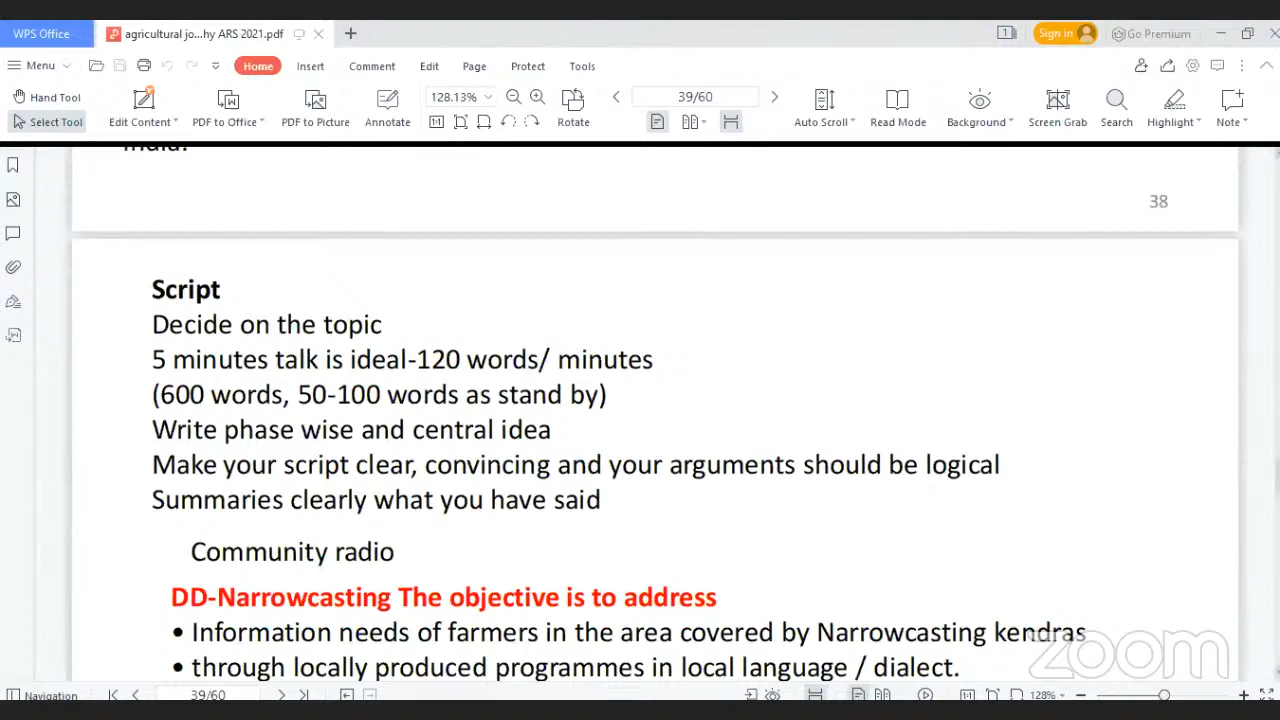 WPS Office
agricultural jo...hy ARS 2021.pdf
Sign in
Go Premium
Menu
Home
Insert
Comment
Edit
Page
Protect
Tools
Hand Tool
Select Tool
Edit Content
PDF to Office
PDF to Picture
Annotate
128.13%
Rotate
39/60
Auto Scroll
Read Mode
Background
Screen Grab
Search
Highlight
Note
India.
38
Script
Decide on the topic
5 minutes talk is ideal-120 words/ minutes
(600 words, 50-100 words as stand by)
Write phase wise and central idea
Make your script clear, convincing and your arguments should be logical
Summaries clearly what you have said
Community radio
DD-Narrowcasting The objective is to address
• Information needs of farmers in the area covered by Narrowcasting kendras
• through locally produced programmes in local language / dialect.
zoom
Navigation
39/60
128%